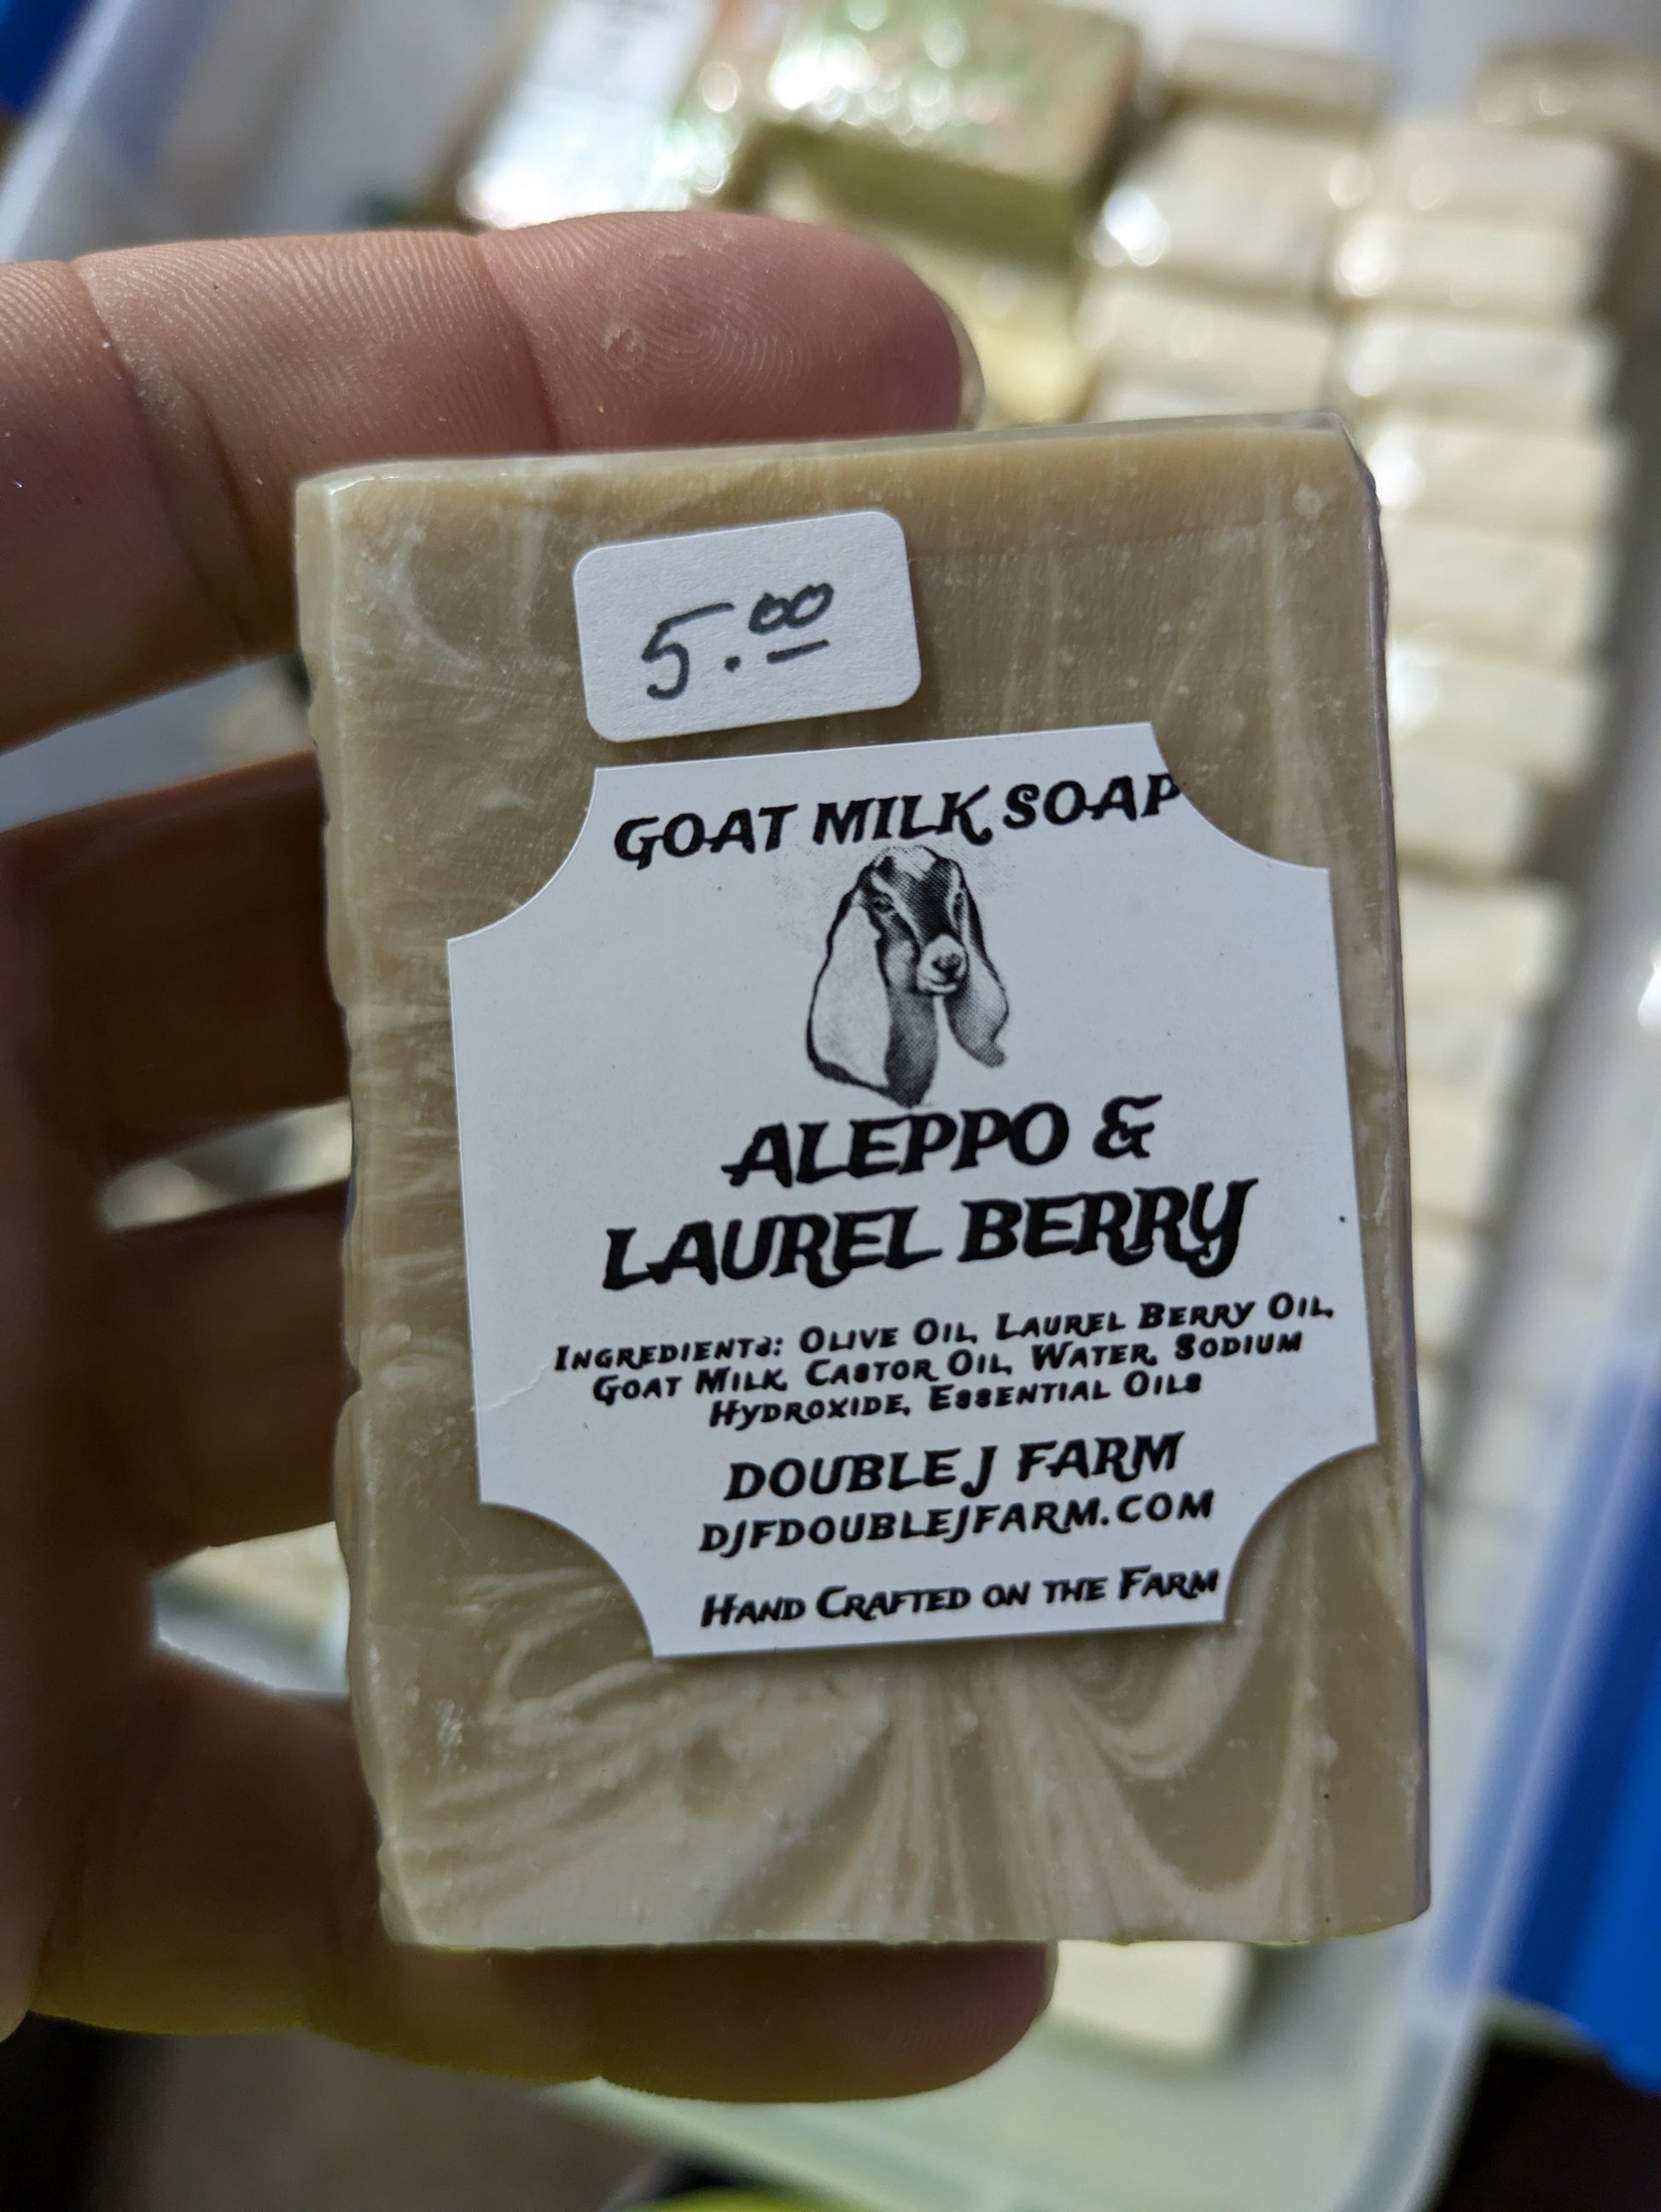 5.00
GOAT MILK SOAP
ALEPPO &
LAUREL BERRY
INGREDIENTS: OLIVE OIL, LAUREL BERRY OIL,
GOAT MILK, CASTOR OIL, WATER, SODIUM
HYDROXIDE, ESSENTIAL OILS
DOUBLE J FARM
DJFDOUBLEJFARM.COM
HAND CRAFTED ON THE FARM